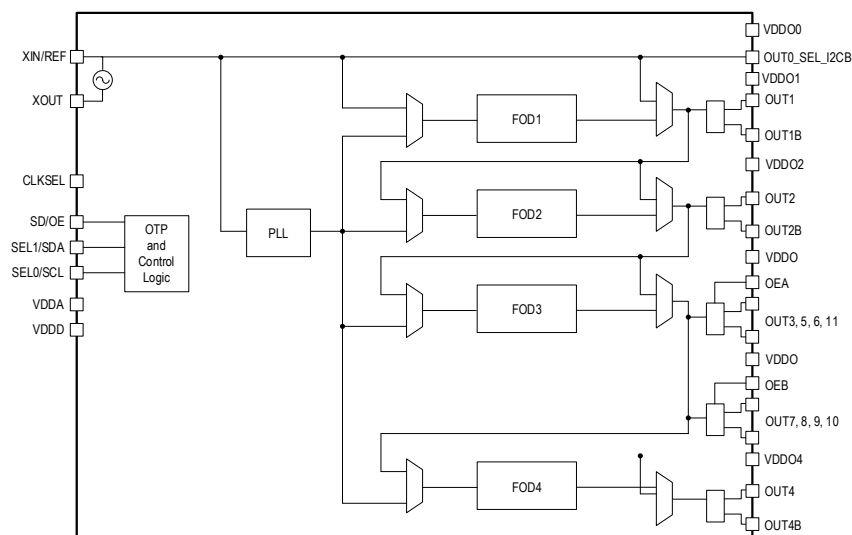 VDDO0
XIN/REF
OUT0_SEL_I2CB
VDDO1
XOUT
OUT1
FOD1
OUT1B
VDDO2
CLKSEL
OUT2
FOD2
SD/OE
OTP
and
Control
Logic
PLL
OUT2B
SEL1/SDA
VDDO
SEL0/SCL
OEA
VDDA
FOD3
OUT3, 5, 6, 11
VDDD
VDDO
OEB
OUT7, 8, 9, 10
VDDO4
FOD4
OUT4
OUT4B